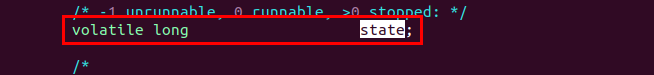 /* -1 unrunnable, 0 runnable, >0 stopped: */
volatile long state;
/*